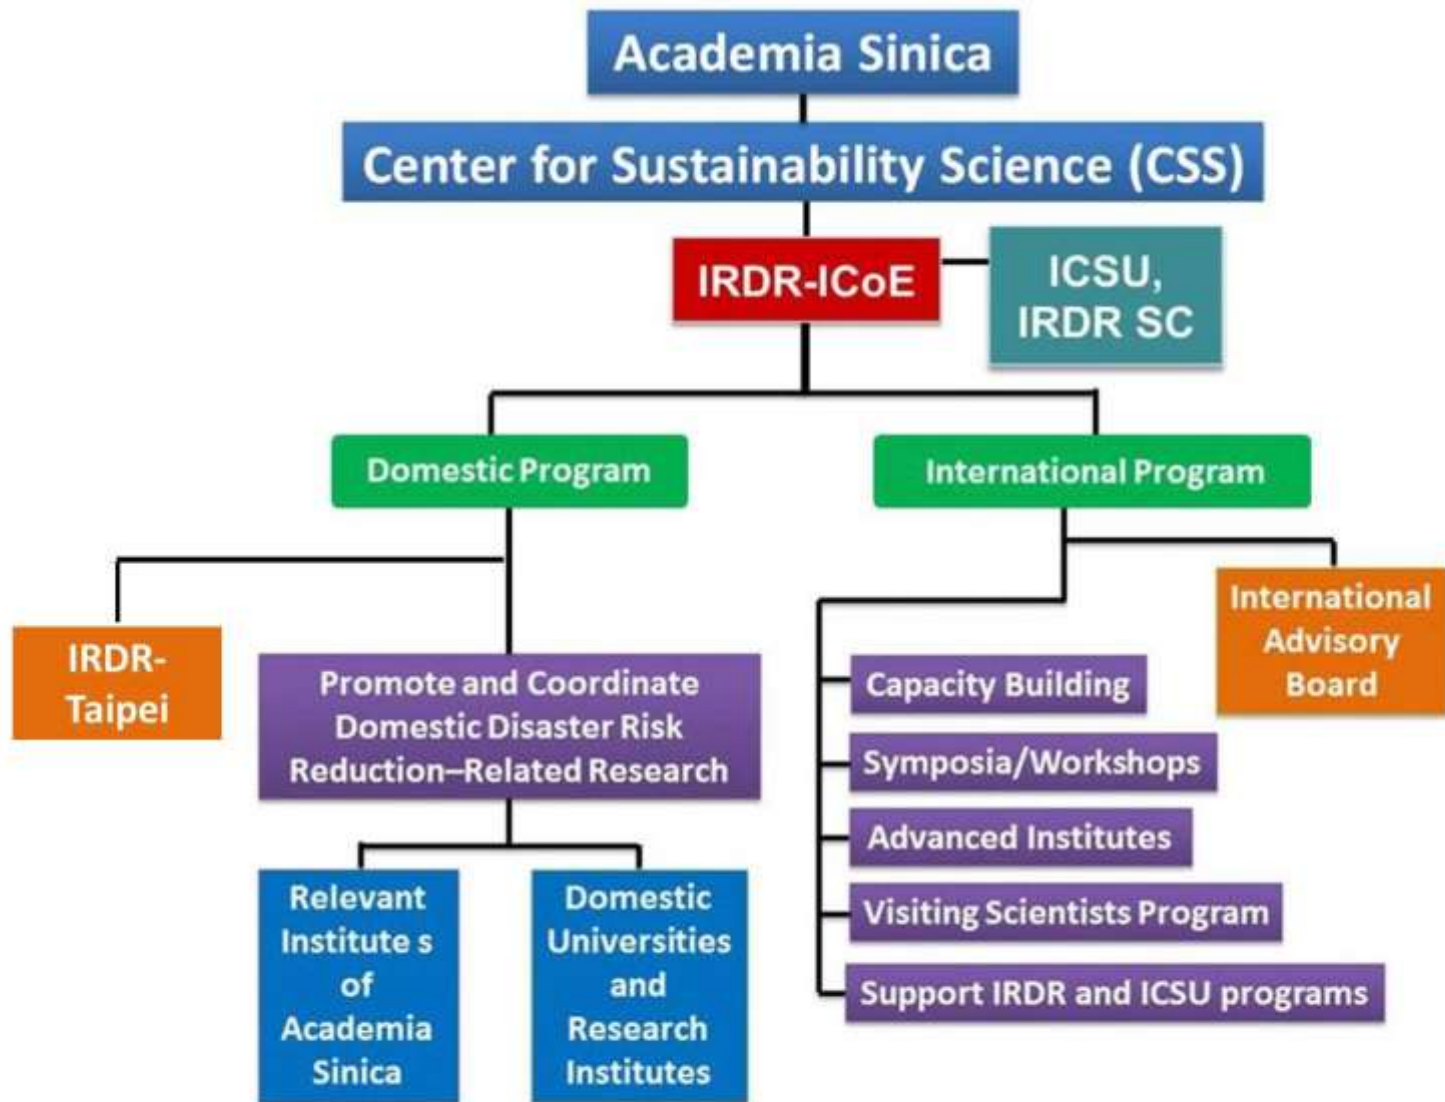 Academia Sinica
Center for Sustainability Science (CSS)
IRDR-ICoE
ICSU,
IRDR SC
Domestic Program
International Program
IRDR-
Taipei
Promote and Coordinate
Domestic Disaster Risk
Reduction–Related Research
Relevant
Institute s
of
Academia
Sinica
Domestic
Universities
and
Research
Institutes
International
Advisory
Board
Capacity Building
Symposia/Workshops
Advanced Institutes
Visiting Scientists Program
Support IRDR and ICSU programs